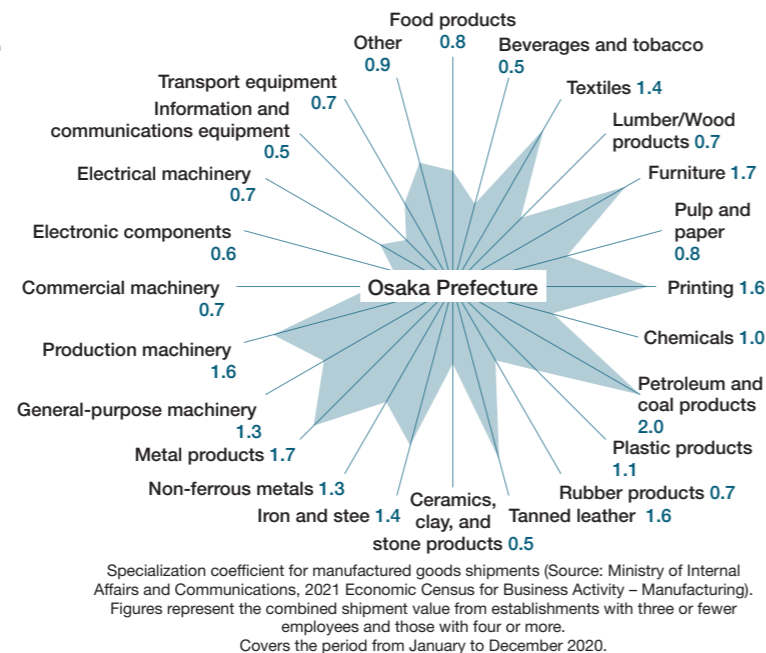 Food products
0.8
Beverages and tobacco
0.5
Textiles 1.4
Lumber/Wood
products 0.7
Furniture 1.7
Pulp and
paper
0.8
Printing 1.6
Chemicals 1.0
Petroleum and
coal products
2.0
Plastic products
1.1
Rubber products 0.7
Tanned leather 1.6
Ceramics,
clay, and
stone products 0.5
Iron and stee 1.4
Non-ferrous metals 1.3
Metal products 1.7
General-purpose machinery
1.3
Production machinery
1.6
Commercial machinery
0.7
Electronic components
0.6
Electrical machinery
0.7
Information and
communications equipment
0.5
Transport equipment
0.7
Other
0.9
Osaka Prefecture
Specialization coefficient for manufactured goods shipments (Source: Ministry of Internal
Affairs and Communications, 2021 Economic Census for Business Activity – Manufacturing).
Figures represent the combined shipment value from establishments with three or fewer
employees and those with four or more.
Covers the period from January to December 2020.